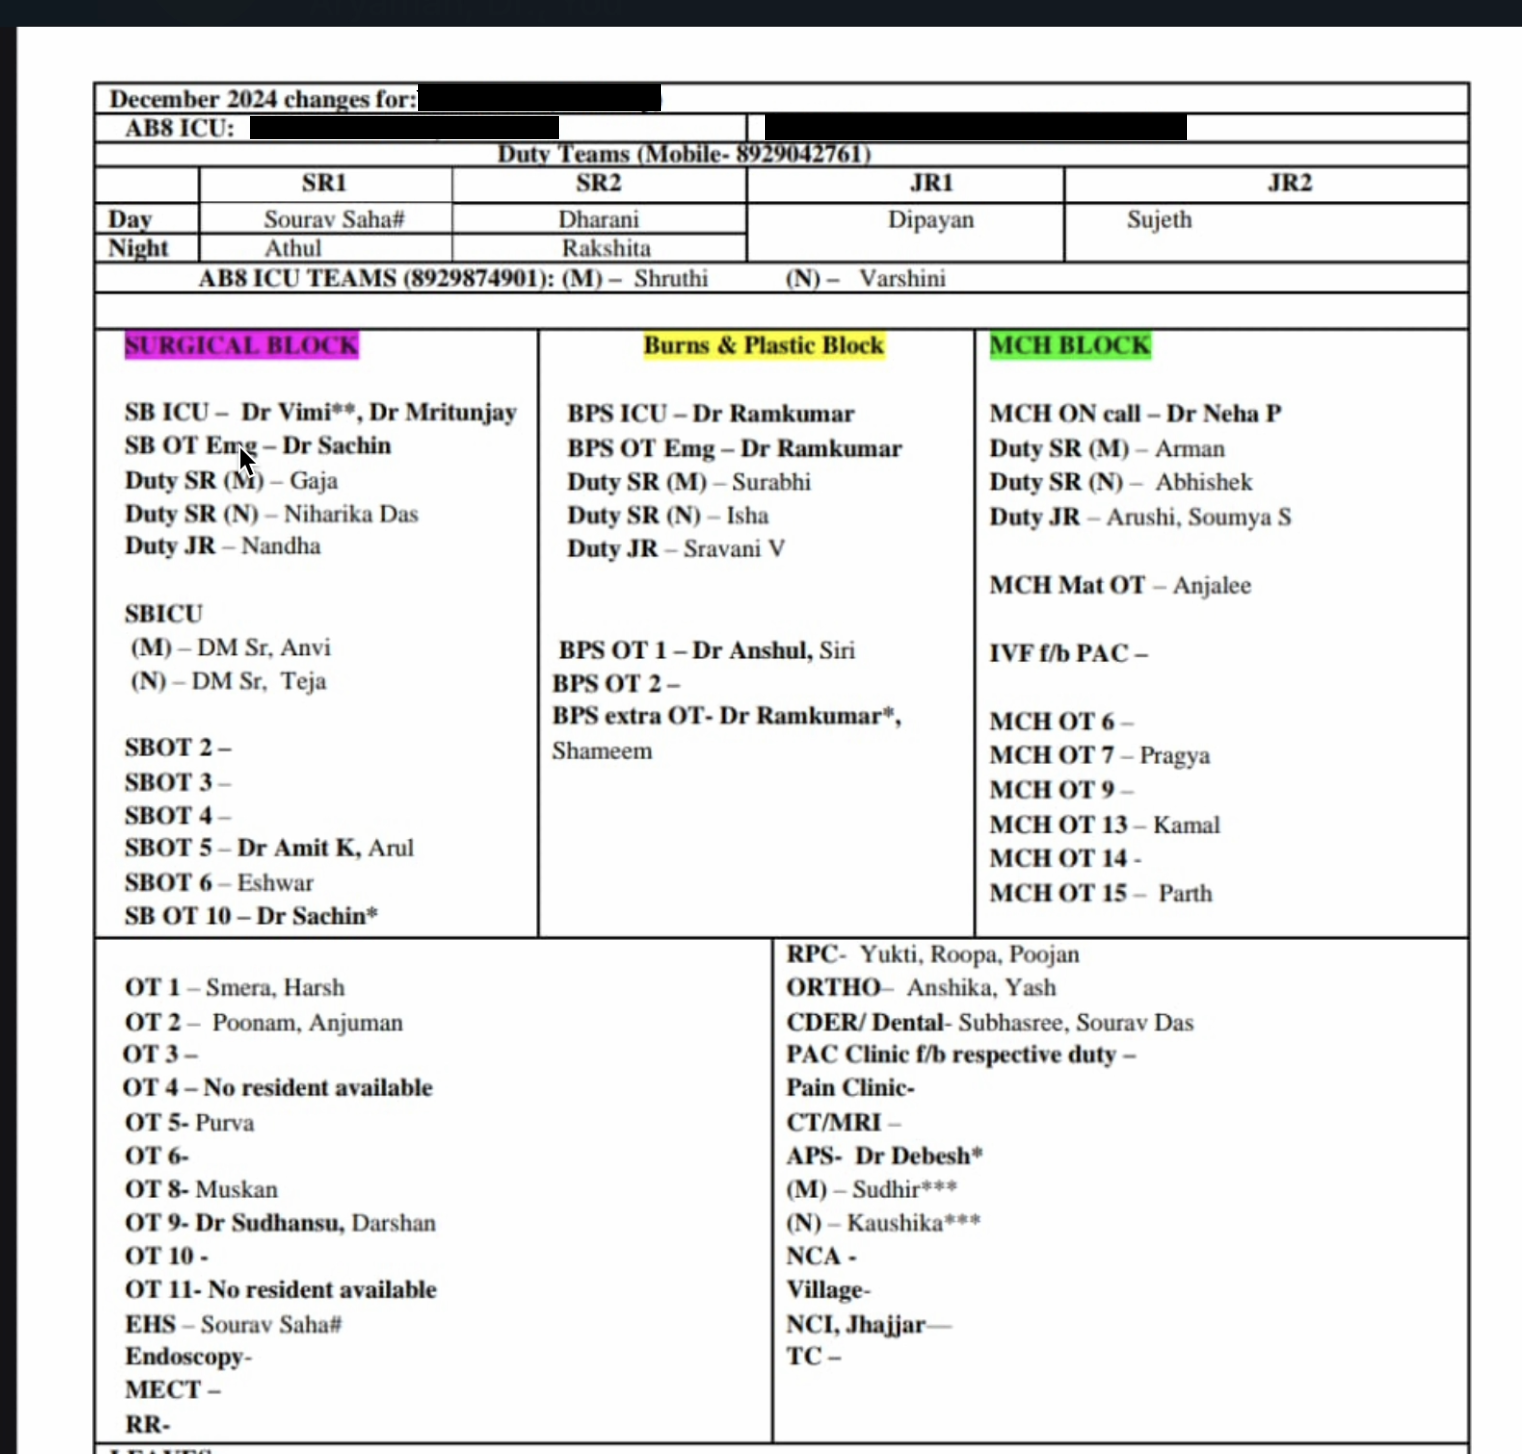 December 2024 changes for:
AB8 ICU:
Duty Teams (Mobile- 8929042761)
SR1 SR2 JR1 JR2
Day Sourav Saha# Dharani Dipayan Sujeth
Night Athul Rakshita
AB8 ICU TEAMS (8929874901): (M) – Shruthi (N) – Varshini
SURGICAL BLOCK
SB ICU – Dr Vimi**, Dr Mritunjay
SB OT Emg – Dr Sachin
Duty SR (M) – Gaja
Duty SR (N) – Niharika Das
Duty JR – Nandha
SBICU
(M) – DM Sr, Anvi
(N) – DM Sr, Teja
SBOT 2 –
SBOT 3 –
SBOT 4 –
SBOT 5 – Dr Amit K, Arul
SBOT 6 – Eshwar
SB OT 10 – Dr Sachin*
Burns & Plastic Block
BPS ICU – Dr Ramkumar
BPS OT Emg – Dr Ramkumar
Duty SR (M) – Surabhi
Duty SR (N) – Isha
Duty JR – Sravani V
BPS OT 1 – Dr Anshul, Siri
BPS OT 2 –
BPS extra OT- Dr Ramkumar*,
Shameem
MCH BLOCK
MCH ON call – Dr Neha P
Duty SR (M) – Arman
Duty SR (N) – Abhishek
Duty JR – Arushi, Soumya S
MCH Mat OT – Anjalee
IVF f/b PAC –
MCH OT 6 –
MCH OT 7 – Pragya
MCH OT 9 –
MCH OT 13 – Kamal
MCH OT 14 -
MCH OT 15 – Parth
OT 1 – Smera, Harsh
OT 2 – Poonam, Anjuman
OT 3 –
OT 4 – No resident available
OT 5- Purva
OT 6-
OT 8- Muskan
OT 9- Dr Sudhansu, Darshan
OT 10 -
OT 11- No resident available
EHS – Sourav Saha#
Endoscopy-
MECT –
RR-
RPC- Yukti, Roopa, Poojan
ORTHO– Anshika, Yash
CDER/ Dental- Subhasree, Sourav Das
PAC Clinic f/b respective duty –
Pain Clinic-
CT/MRI –
APS- Dr Debesh*
(M) – Sudhir***
(N) – Kaushika***
NCA -
Village-
NCI, Jhajjar—
TC –
LEAVES